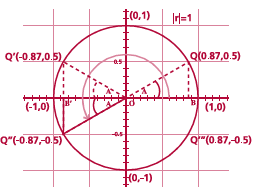 (0,1)
|r|=1
Q'(-0.87,0.5)
Q(0.87,0.5)
0.5
A
A
A
(-1,0)
B'
O
B
(1,0)
-0.5
Q"(-0.87,-0.5)
Q"'(0.87,-0.5)
(0,-1)